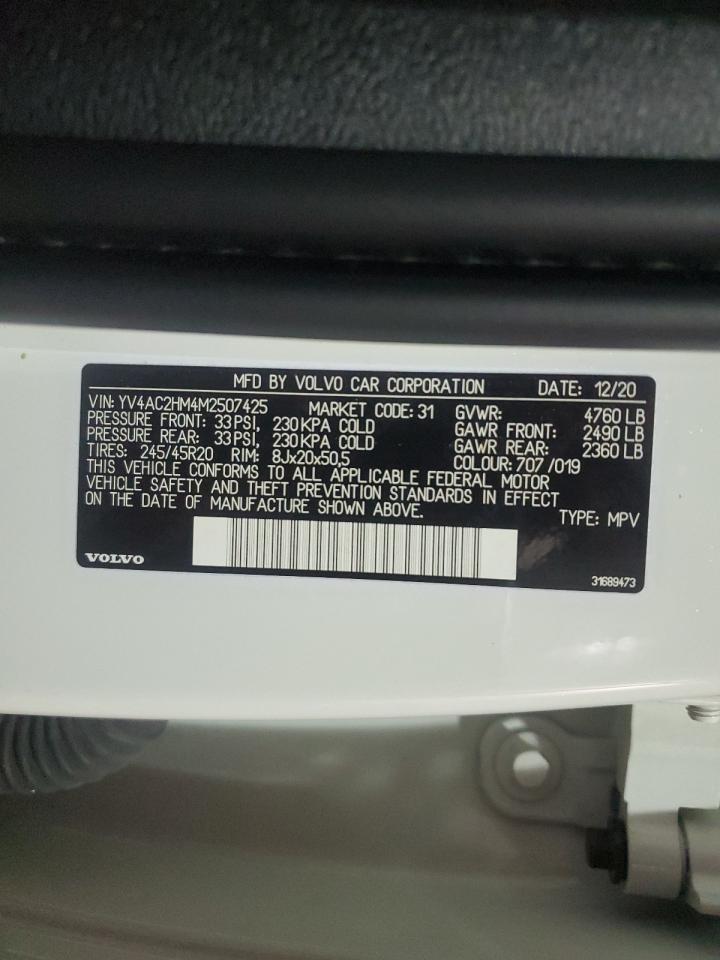 MFD BY VOLVO CAR CORPORATION DATE: 12/20
VIN: YV4AC2HM4M2507425 MARKET CODE: 31 GVWR: 4760 LB
PRESSURE FRONT: 33 PSI, 230 KPA COLD GAWR FRONT: 2490 LB
PRESSURE REAR: 33 PSI, 230 KPA COLD GAWR REAR: 2360 LB
TIRES: 245/45R20 RIM: 8Jx20x50,5 COLOUR: 707 /019
THIS VEHICLE CONFORMS TO ALL APPLICABLE FEDERAL MOTOR
VEHICLE SAFETY AND THEFT PREVENTION STANDARDS IN EFFECT
ON THE DATE OF MANUFACTURE SHOWN ABOVE. TYPE: MPV
VOLVO 31689473